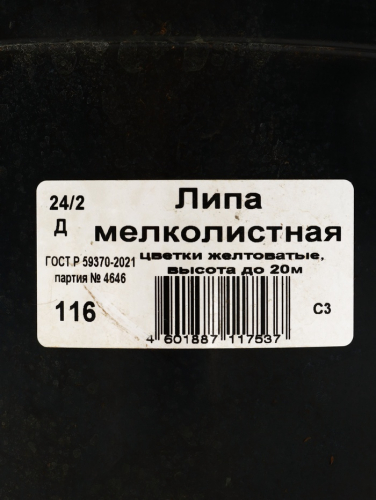 24/2
Д
Липа
мелколистная
ГОСТ Р 59370-2021
партия № 4646
цветки желтоватые,
высота до 20м
116
С3
4 601887 117537